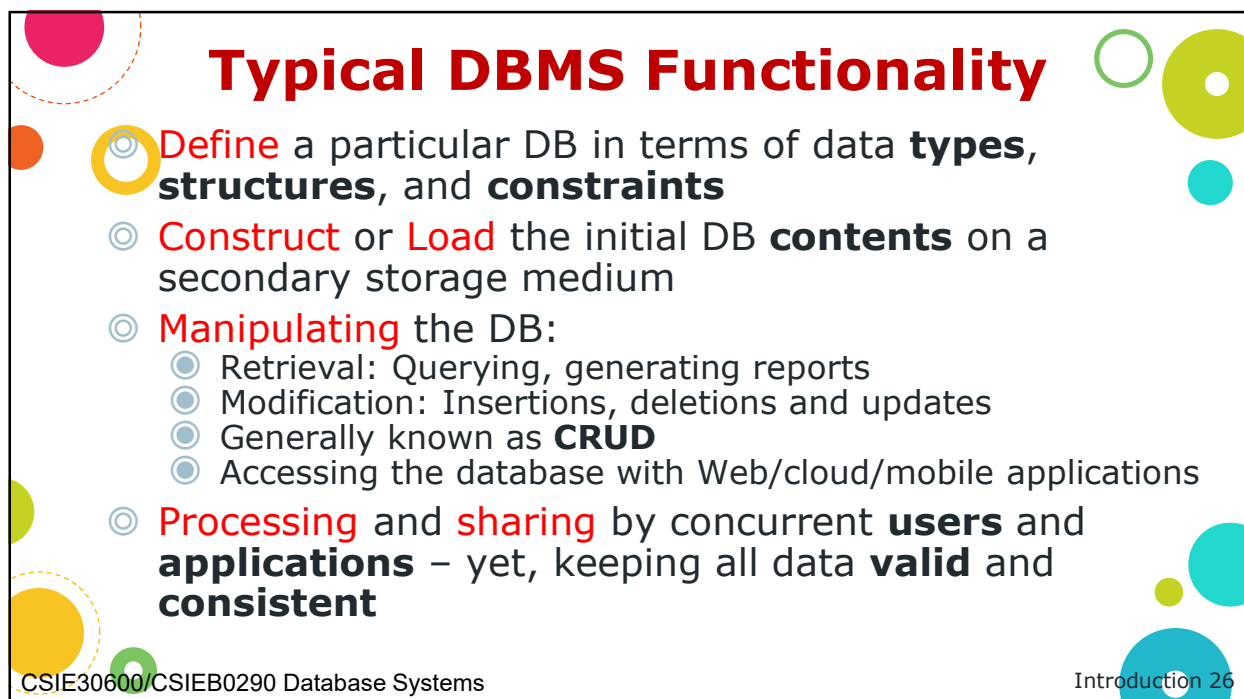 Typical DBMS Functionality
Define a particular DB in terms of data types,
structures, and constraints
Construct or Load the initial DB contents on a
secondary storage medium
Manipulating the DB:
Retrieval: Querying, generating reports
Modification: Insertions, deletions and updates
Generally known as CRUD
Accessing the database with Web/cloud/mobile applications
Processing and sharing by concurrent users and
applications – yet, keeping all data valid and
consistent
CSIE30600/CSIEB0290 Database Systems
Introduction 26